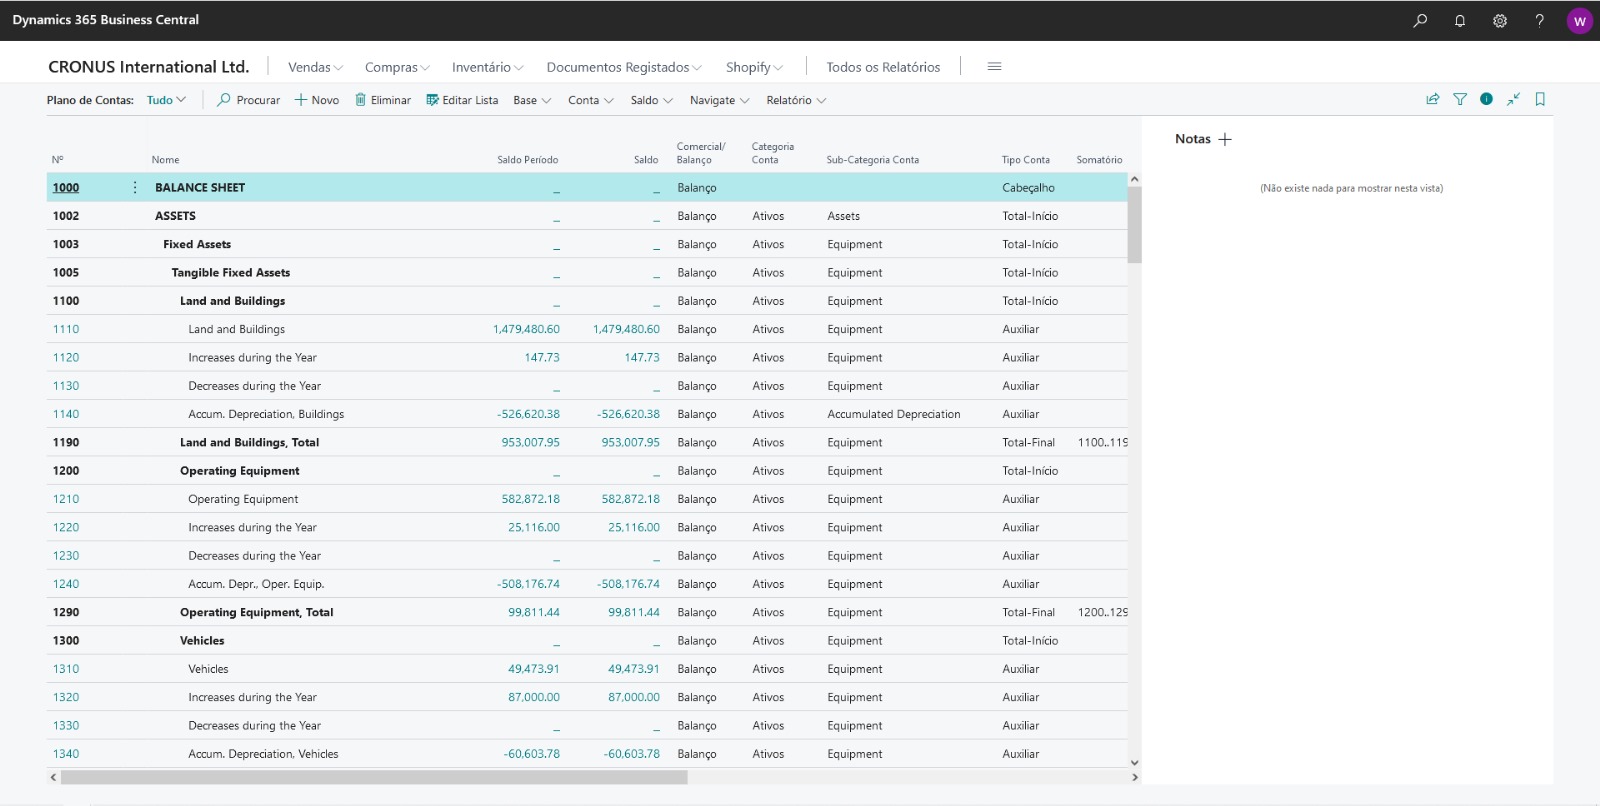 Dynamics 365 Business Central
W
CRONUS International Ltd. Vendas Compras Inventário Documentos Registados Shopify Todos os Relatórios
Plano de Contas: Tudo Procurar Novo Eliminar Editar Lista Base Conta Saldo Navigate Relatório
Nº Nome Saldo Período Saldo Comercial/ Balanço Categoria Conta Sub-Categoria Conta Tipo Conta Somatório
1000 BALANCE SHEET _ _ Balanço Cabeçalho
1002 ASSETS _ _ Balanço Ativos Assets Total-Início
1003 Fixed Assets _ _ Balanço Ativos Equipment Total-Início
1005 Tangible Fixed Assets _ _ Balanço Ativos Equipment Total-Início
1100 Land and Buildings _ _ Balanço Ativos Equipment Total-Início
1110 Land and Buildings 1,479,480.60 1,479,480.60 Balanço Ativos Equipment Auxiliar
1120 Increases during the Year 147.73 147.73 Balanço Ativos Equipment Auxiliar
1130 Decreases during the Year _ _ Balanço Ativos Equipment Auxiliar
1140 Accum. Depreciation, Buildings -526,620.38 -526,620.38 Balanço Ativos Accumulated Depreciation Auxiliar
1190 Land and Buildings, Total 953,007.95 953,007.95 Balanço Ativos Equipment Total-Final 1100..119
1200 Operating Equipment _ _ Balanço Ativos Equipment Total-Início
1210 Operating Equipment 582,872.18 582,872.18 Balanço Ativos Equipment Auxiliar
1220 Increases during the Year 25,116.00 25,116.00 Balanço Ativos Equipment Auxiliar
1230 Decreases during the Year _ _ Balanço Ativos Equipment Auxiliar
1240 Accum. Depr., Oper. Equip. -508,176.74 -508,176.74 Balanço Ativos Equipment Auxiliar
1290 Operating Equipment, Total 99,811.44 99,811.44 Balanço Ativos Equipment Total-Final 1200..129
1300 Vehicles _ _ Balanço Ativos Equipment Total-Início
1310 Vehicles 49,473.91 49,473.91 Balanço Ativos Equipment Auxiliar
1320 Increases during the Year 87,000.00 87,000.00 Balanço Ativos Equipment Auxiliar
1330 Decreases during the Year _ _ Balanço Ativos Equipment Auxiliar
1340 Accum. Depreciation, Vehicles -60,603.78 -60,603.78 Balanço Ativos Equipment Auxiliar
Notas
(Não existe nada para mostrar nesta vista)